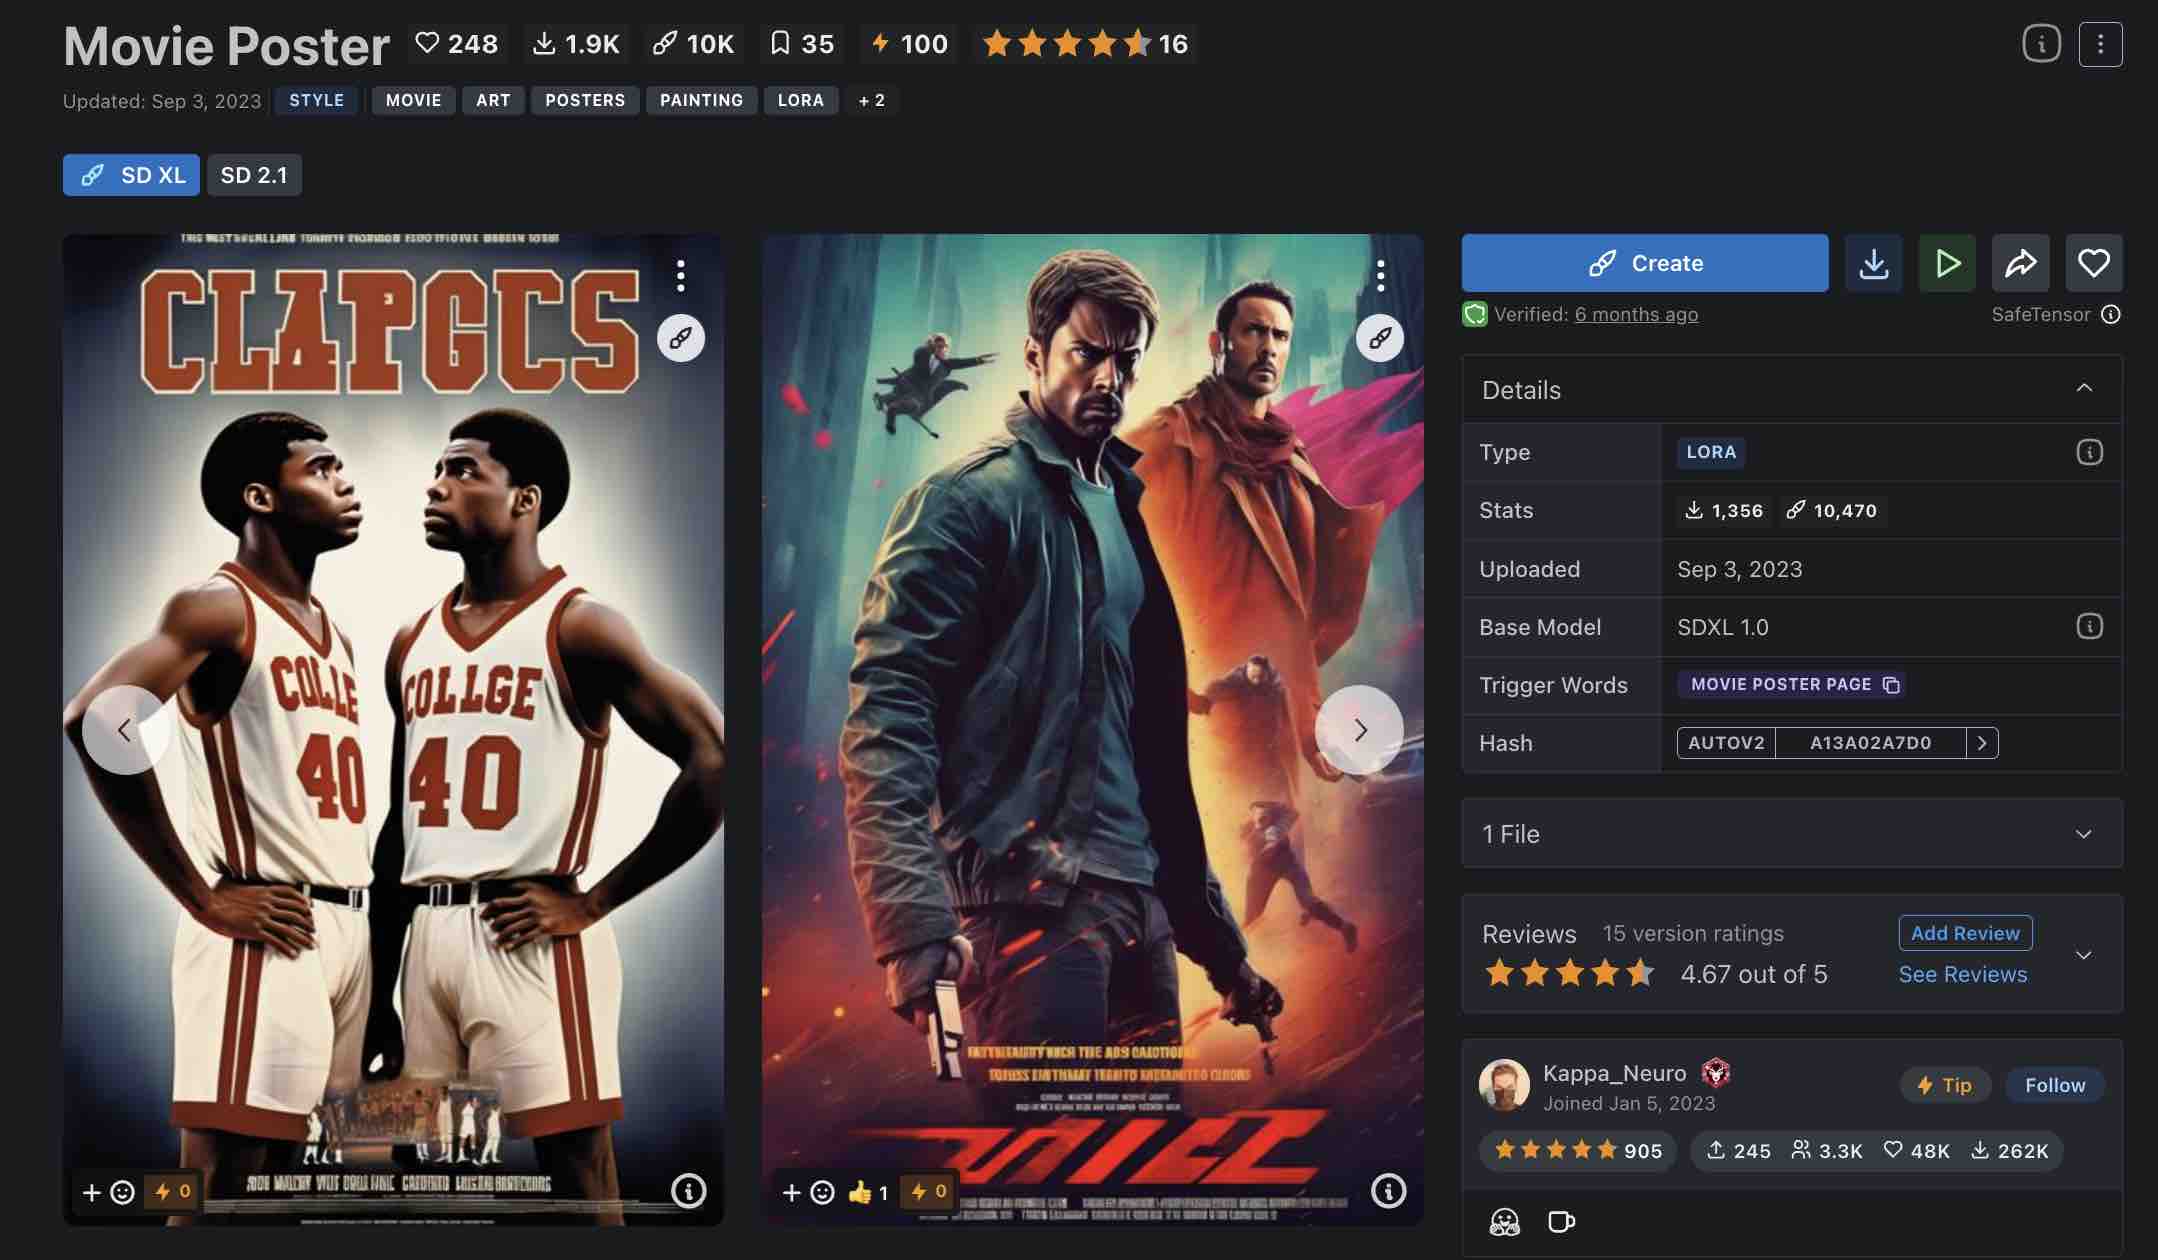 Movie Poster 248 1.9K 10K 35 100 16
Updated: Sep 3, 2023 STYLE MOVIE ART POSTERS PAINTING LORA + 2
SD XL SD 2.1
CLAPGCS
COLLE
40
COLLGE
40
0
1 0
Create
Verified: 6 months ago SafeTensor
Details
Type LORA
Stats 1,356 10,470
Uploaded Sep 3, 2023
Base Model SDXL 1.0
Trigger Words MOVIE POSTER PAGE
Hash AUTOV2 A13A02A7D0
1 File
Reviews 15 version ratings Add Review
4.67 out of 5 See Reviews
Kappa_Neuro Tip Follow
Joined Jan 5, 2023
905 245 3.3K 48K 262K